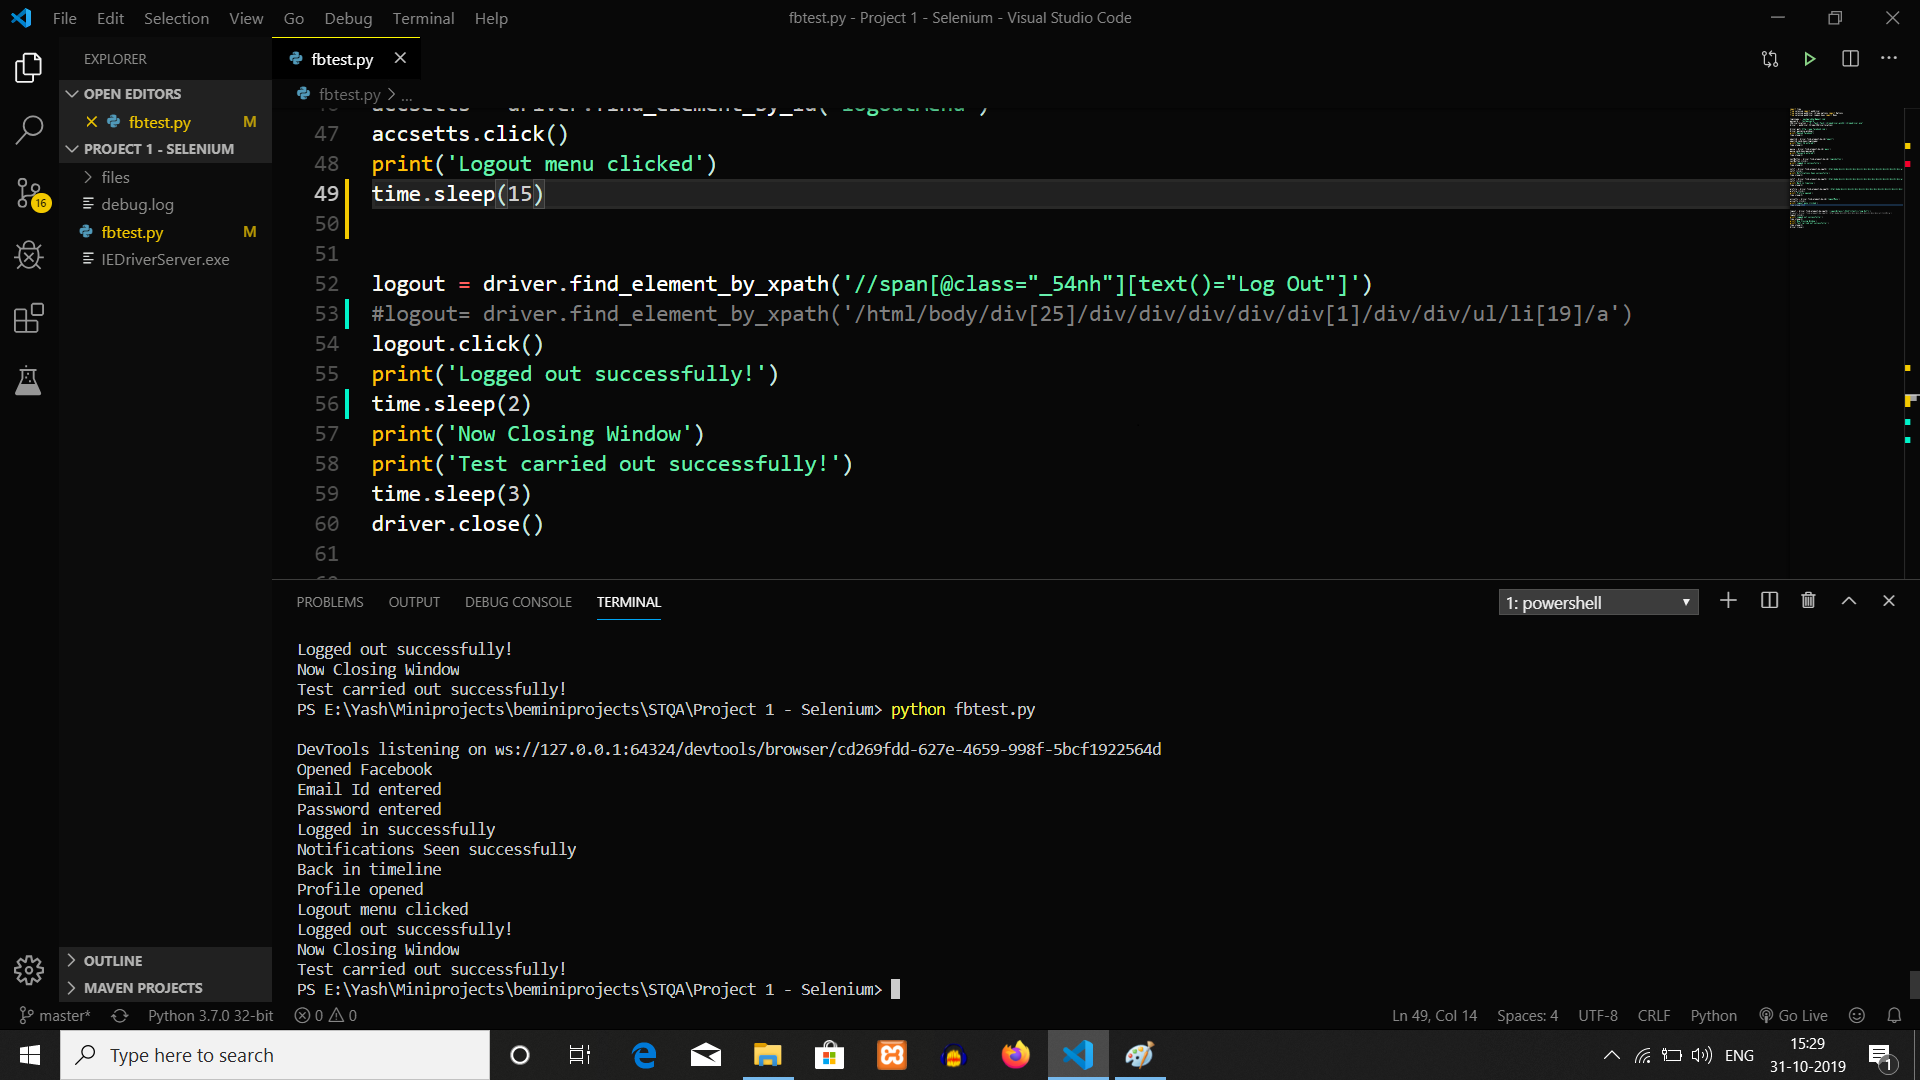 File Edit Selection View Go Debug Terminal Help
fbtest.py - Project 1 - Selenium - Visual Studio Code
EXPLORER
OPEN EDITORS
fbtest.py M
PROJECT 1 - SELENIUM
files
debug.log
fbtest.py M
IEDriverServer.exe
16
OUTLINE
MAVEN PROJECTS
fbtest.py
fbtest.py > ...
47 accsetts.click()
48 print('Logout menu clicked')
49 time.sleep(15)
50
51
52 logout = driver.find_element_by_xpath('//span[@class="_54nh"][text()="Log Out"]')
53 #logout= driver.find_element_by_xpath('/html/body/div[25]/div/div/div/div/div[1]/div/div/ul/li[19]/a')
54 logout.click()
55 print('Logged out successfully!')
56 time.sleep(2)
57 print('Now Closing Window')
58 print('Test carried out successfully!')
59 time.sleep(3)
60 driver.close()
61
PROBLEMS OUTPUT DEBUG CONSOLE TERMINAL
1: powershell
Logged out successfully!
Now Closing Window
Test carried out successfully!
PS E:\Yash\Miniprojects\beminiprojects\STQA\Project 1 - Selenium> python fbtest.py
DevTools listening on ws://127.0.0.1:64324/devtools/browser/cd269fdd-627e-4659-998f-5bcf1922564d
Opened Facebook
Email Id entered
Password entered
Logged in successfully
Notifications Seen successfully
Back in timeline
Profile opened
Logout menu clicked
Logged out successfully!
Now Closing Window
Test carried out successfully!
PS E:\Yash\Miniprojects\beminiprojects\STQA\Project 1 - Selenium>
master* Python 3.7.0 32-bit 0 0
Ln 49, Col 14 Spaces: 4 UTF-8 CRLF Python Go Live
Type here to search
ENG
15:29
31-10-2019
1